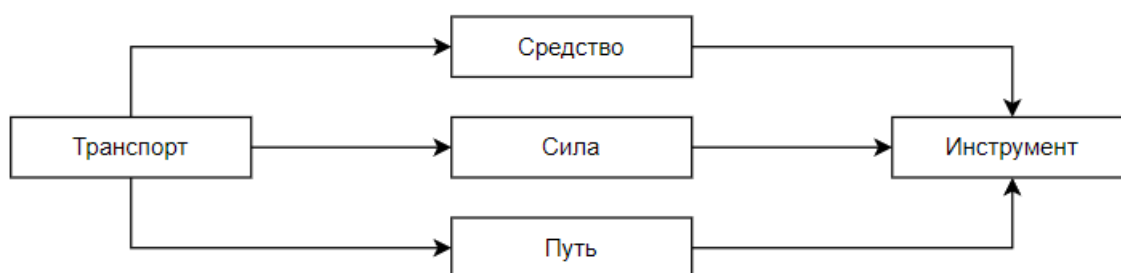 Средство
Транспорт
Сила
Инструмент
Путь